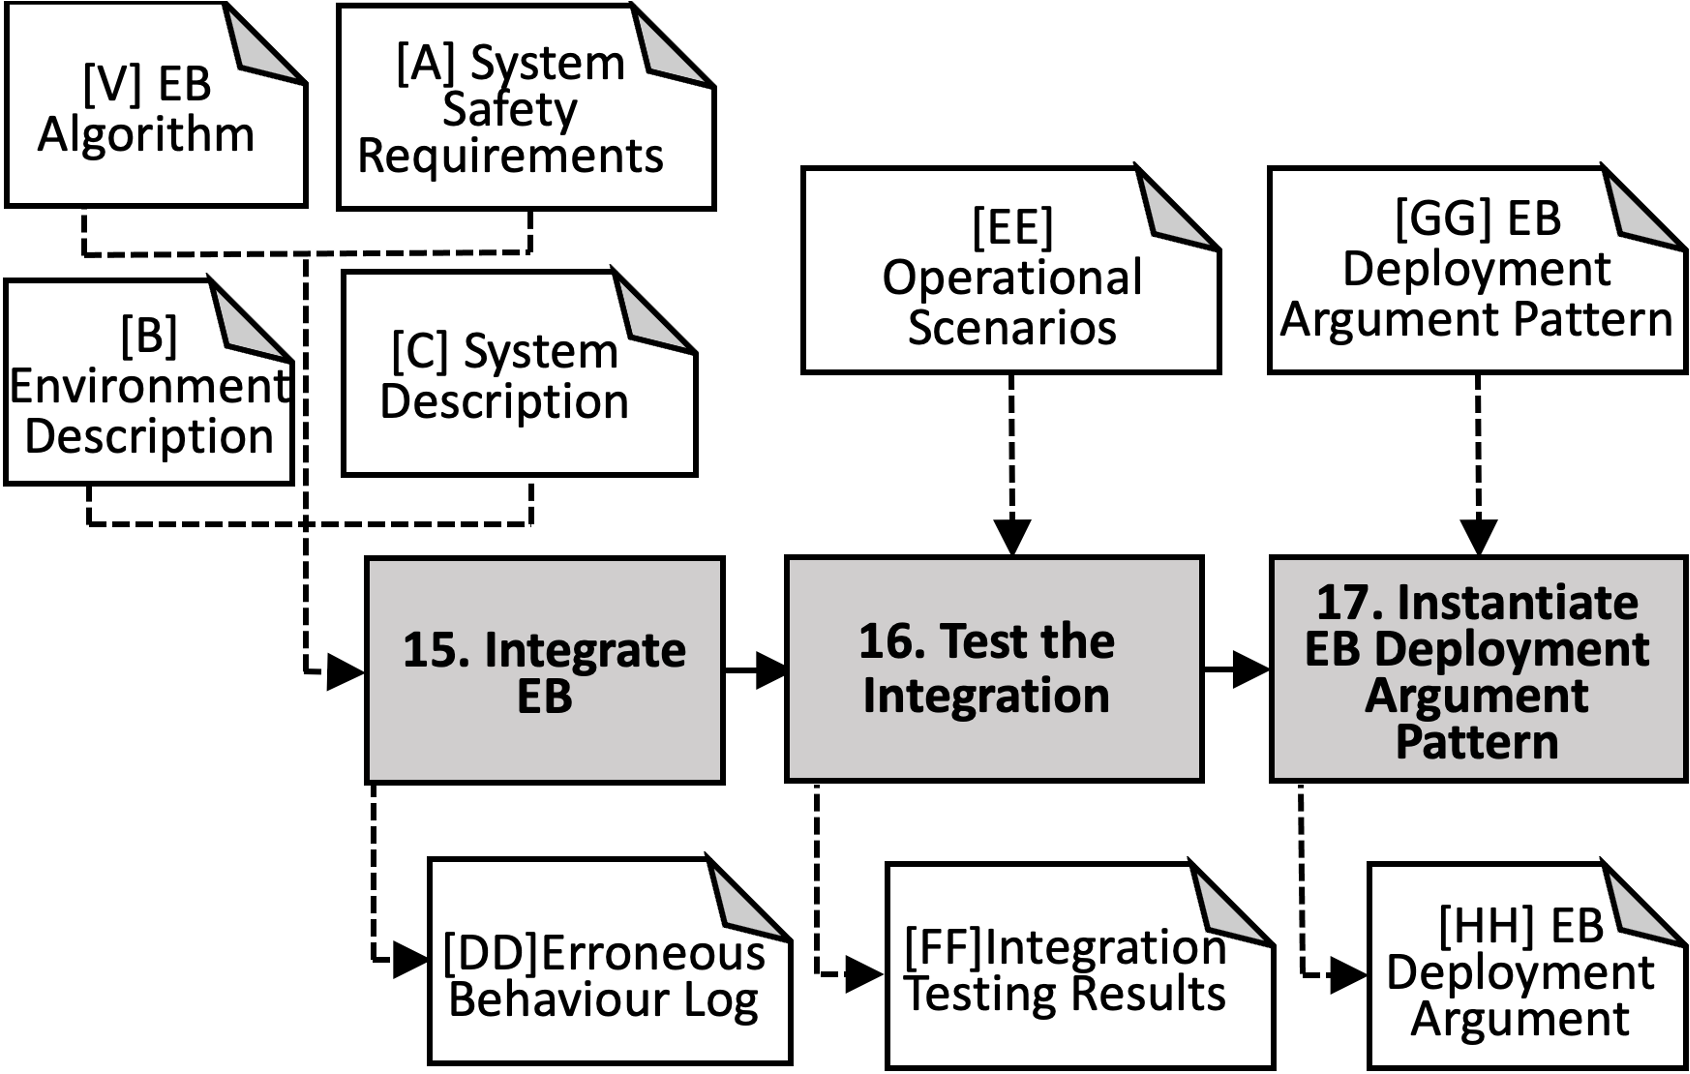 [V] EB
Algorithm
[A] System
Safety
Requirements
[B]
Environment
Description
[C] System
Description
[EE]
Operational
Scenarios
[GG] EB
Deployment
Argument Pattern
15. Integrate
EB
16. Test the
Integration
17. Instantiate
EB Deployment
Argument
Pattern
[DD]Erroneous
Behaviour Log
[FF]Integration
Testing Results
[HH] EB
Deployment
Argument